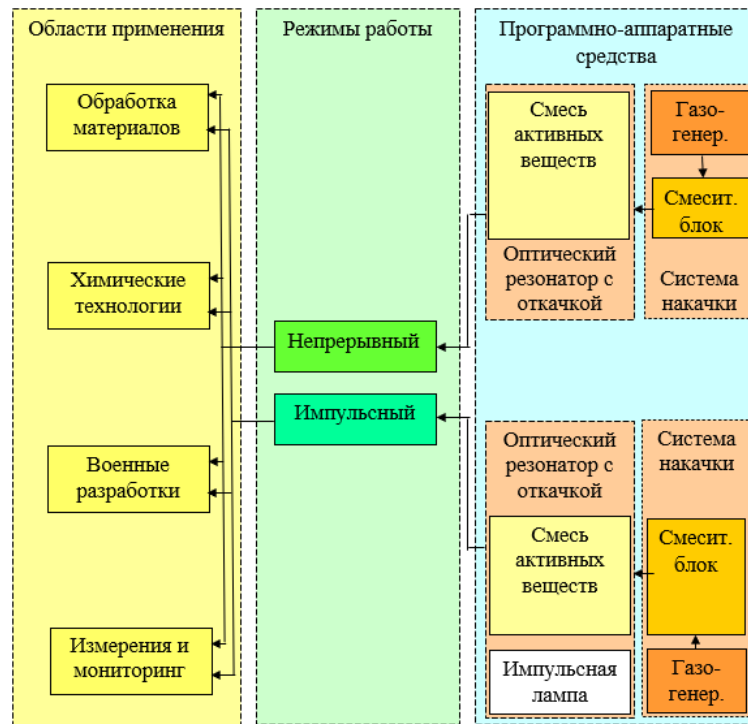 Области применения
Обработка
материалов
Химические
технологии
Военные
разработки
Измерения и
мониторинг
Режимы работы
Непрерывный
Импульсный
Программно-аппаратные
средства
Смесь
активных
веществ
Оптический
резонатор с
откачкой
Газо-
генер.
Смесит.
блок
Система
накачки
Оптический
резонатор с
откачкой
Смесь
активных
веществ
Импульсная
лампа
Система
накачки
Смесит.
блок
Газо-
генер.